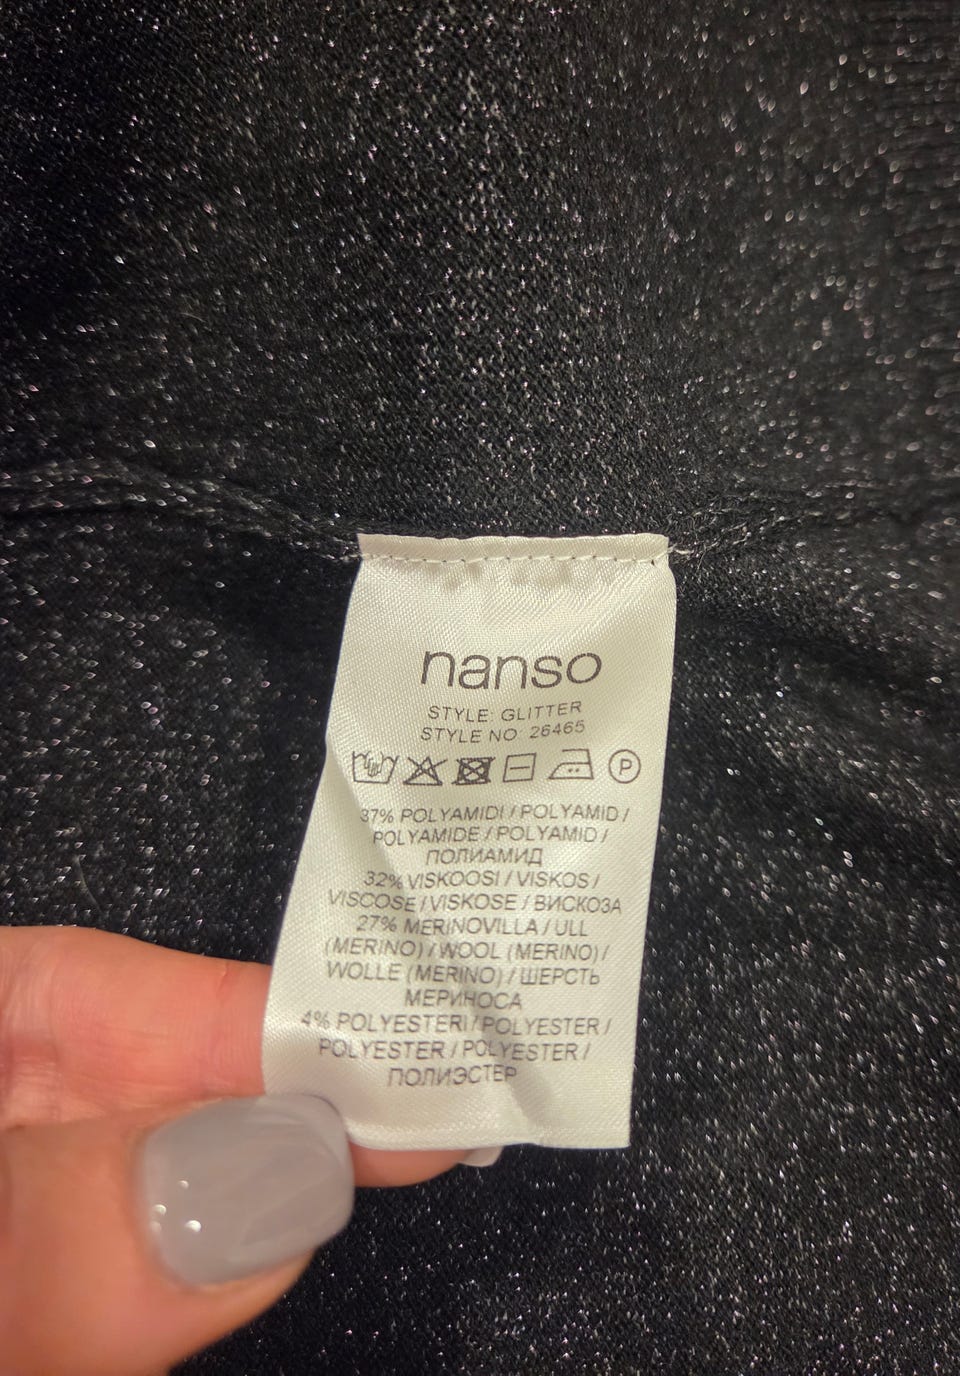 nanso
STYLE: GLITTER
STYLE NO: 26465
P
37% POLYAMIDI / POLYAMID /
POLYAMIDE / POLYAMID /
ПОЛИАМИД
32% VISKOOSI / VISKOS /
VISCOSE / VISKOSE / ВИСКОЗА
27% MERINOVILLA / ULL
(MERINO) / WOOL (MERINO) /
WOLLE (MERINO) / ШЕРСТЬ
МЕРИНОСА
4% POLYESTERI / POLYESTER /
POLYESTER / POLYESTER /
ПОЛИЭСТЕР